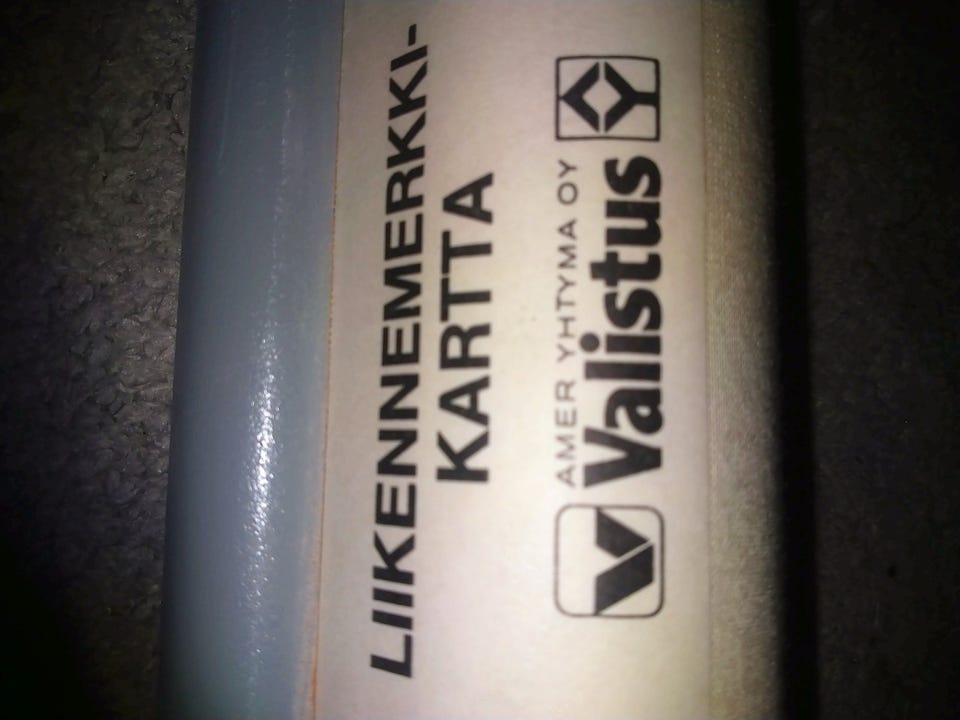 LIIKENNEMERKKI-
KARTTA
AMER YHTYMÄ OY
Valistus